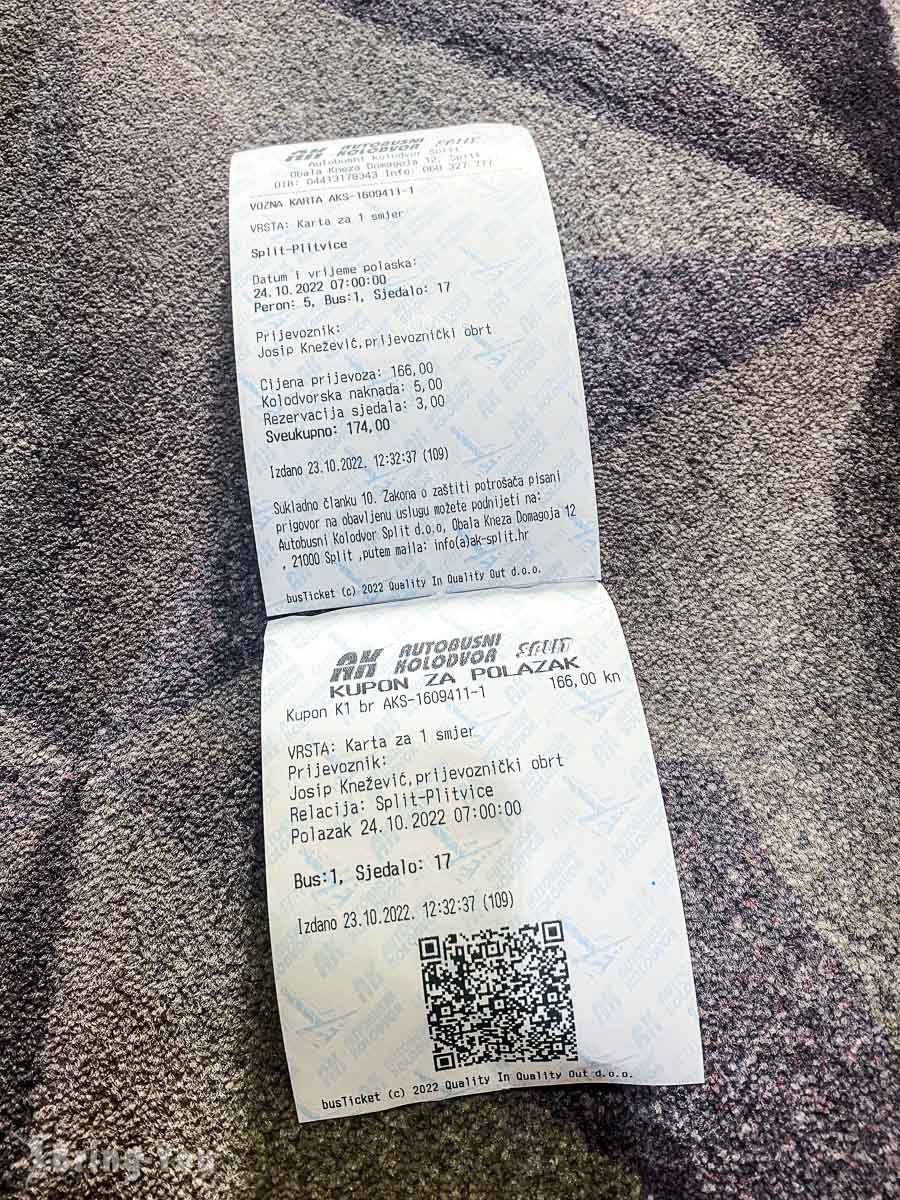 AK AUTOBUSNI KOLODVOR SPLIT
Autobusni kolodvor Split
Obala Kneza Domagoja 12, Split
OIB: 04413178343 Info: 060 327 777
VOZNA KARTA AKS-1609411-1
VRSTA: Karta za 1 smjer
Split-Plitvice
Datum i vrijeme polaska:
24.10.2022 07:00:00
Peron: 5, Bus:1, Sjedalo: 17
Prijevoznik:
Josip Knežević,prijevoznički obrt
Cijena prijevoza: 166,00
Kolodvorska naknada: 5,00
Rezervacija sjedala: 3,00
Sveukupno: 174,00
Izdano 23.10.2022. 12:32:37 (109)
Sukladno članku 10. Zakona o zaštiti potrošača pisani
prigovor na obavljenu uslugu možete podnijeti na:
Autobusni Kolodvor Split d.o.o, Obala Kneza Domagoja 12
, 21000 Split ,putem maila: info(a)ak-split.hr
busTicket (c) 2022 Quality In Quality Out d.o.o.
AK AUTOBUSNI KOLODVOR SPLIT
KUPON ZA POLAZAK
Kupon K1 br AKS-1609411-1 166,00 kn
VRSTA: Karta za 1 smjer
Prijevoznik:
Josip Knežević,prijevoznički obrt
Relacija: Split-Plitvice
Polazak 24.10.2022 07:00:00
Bus:1, Sjedalo: 17
Izdano 23.10.2022. 12:32:37 (109)
busTicket (c) 2022 Quality In Quality Out d.o.o.